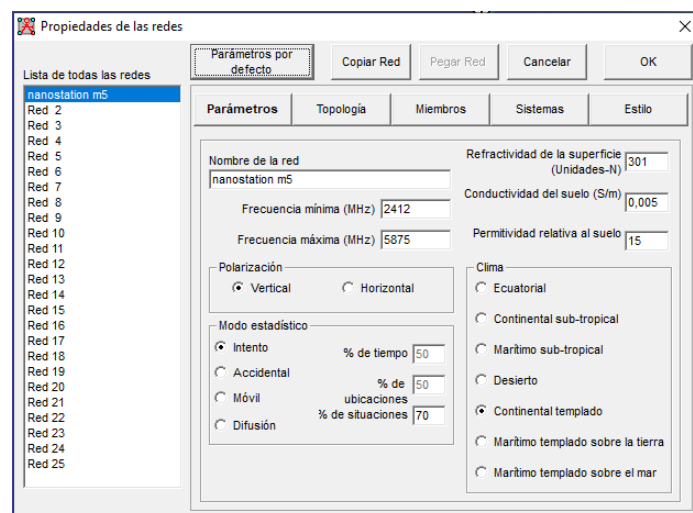 Propiedades de las redes
Lista de todas las redes
Parámetros por defecto
Copiar Red
Pegar Red
Cancelar
OK
nanostation m5
Red 2
Red 3
Red 4
Red 5
Red 6
Red 7
Red 8
Red 9
Red 10
Red 11
Red 12
Red 13
Red 14
Red 15
Red 16
Red 17
Red 18
Red 19
Red 20
Red 21
Red 22
Red 23
Red 24
Red 25
Parámetros
Topología
Miembros
Sistemas
Estilo
Nombre de la red
nanostation m5
Frecuencia mínima (MHz) 2412
Frecuencia máxima (MHz) 5875
Refractividad de la superficie
(Unidades-N) 301
Conductividad del suelo (S/m) 0,005
Permitividad relativa al suelo 15
Polarización
Vertical
Horizontal
Modo estadístico
Intento
Accidental
Móvil
Difusión
% de tiempo 50
% de
ubicaciones 50
% de situaciones 70
Clima
Ecuatorial
Continental sub-tropical
Marítimo sub-tropical
Desierto
Continental templado
Marítimo templado sobre la tierra
Marítimo templado sobre el mar